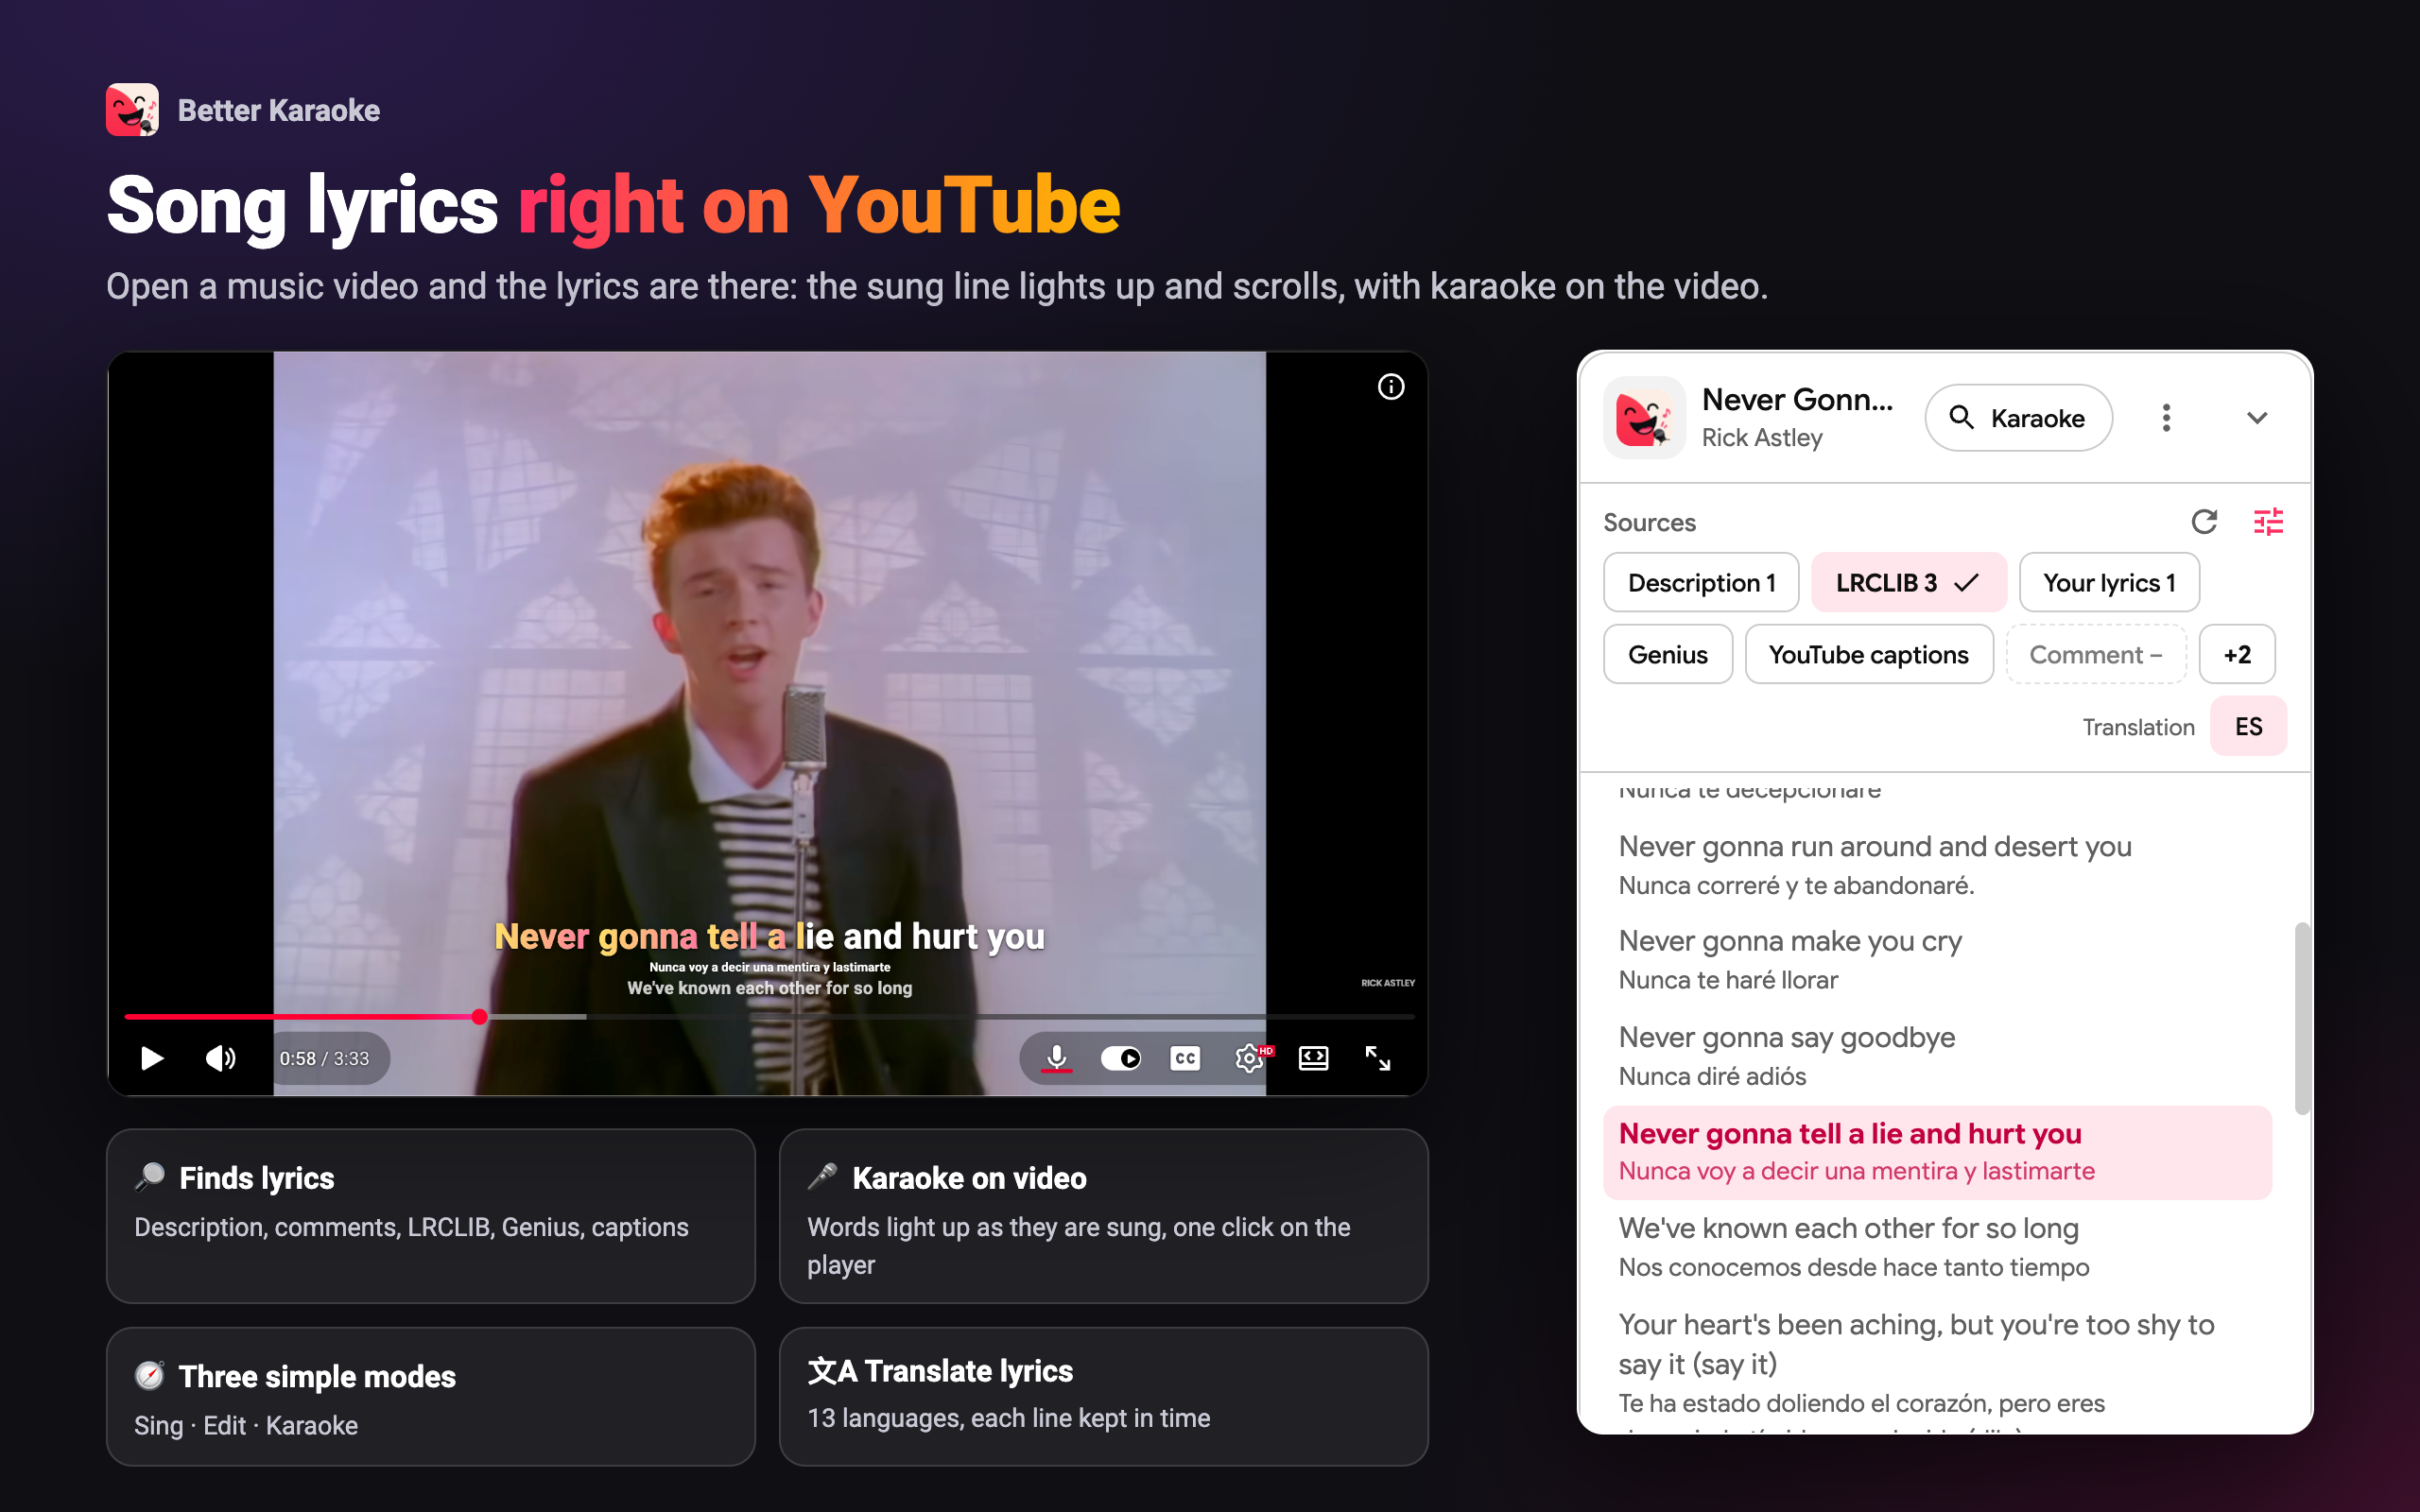 Better Karaoke
Song lyrics right on YouTube
Open a music video and the lyrics are there: the sung line lights up and scrolls, with karaoke on the video.
Never gonna tell a lie and hurt you
Nunca voy a decir una mentira y lastimarte
We've known each other for so long
RICK ASTLEY
0:58 / 3:33
CC
HD
Finds lyrics
Description, comments, LRCLIB, Genius, captions
Karaoke on video
Words light up as they are sung, one click on the
player
Three simple modes
Sing · Edit · Karaoke
文A Translate lyrics
13 languages, each line kept in time
Never Gonn...
Rick Astley
Karaoke
Sources
Description 1
LRCLIB 3
Your lyrics 1
Genius
YouTube captions
Comment –
+2
Translation ES
Nunca te decepcionaré
Never gonna run around and desert you
Nunca correré y te abandonaré.
Never gonna make you cry
Nunca te haré llorar
Never gonna say goodbye
Nunca diré adiós
Never gonna tell a lie and hurt you
Nunca voy a decir una mentira y lastimarte
We've known each other for so long
Nos conocemos desde hace tanto tiempo
Your heart's been aching, but you're too shy to
say it (say it)
Te ha estado doliendo el corazón, pero eres